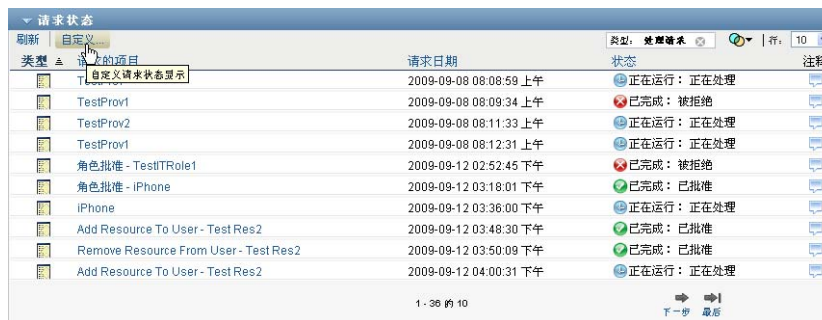 请求状态
刷新 自定义... 类型: 处理请求 行: 10
类型 请求的项目 请求日期 状态 注释
自定义请求状态显示
2009-09-08 08:08:59 上午 正在运行：正在处理
TestProv1 2009-09-08 08:09:34 上午 已完成：被拒绝
TestProv2 2009-09-08 08:11:33 上午 正在运行：正在处理
TestProv1 2009-09-08 08:12:31 上午 正在运行：正在处理
角色批准 - TestITRole1 2009-09-12 02:52:45 下午 已完成：被拒绝
角色批准 - iPhone 2009-09-12 03:18:01 下午 已完成：已批准
iPhone 2009-09-12 03:36:00 下午 正在运行：正在处理
Add Resource To User - Test Res2 2009-09-12 03:48:30 下午 已完成：已批准
Remove Resource From User - Test Res2 2009-09-12 03:50:09 下午 已完成：已批准
Add Resource To User - Test Res2 2009-09-12 04:00:31 下午 正在运行：正在处理
1 - 36 的 10
下一步 最后